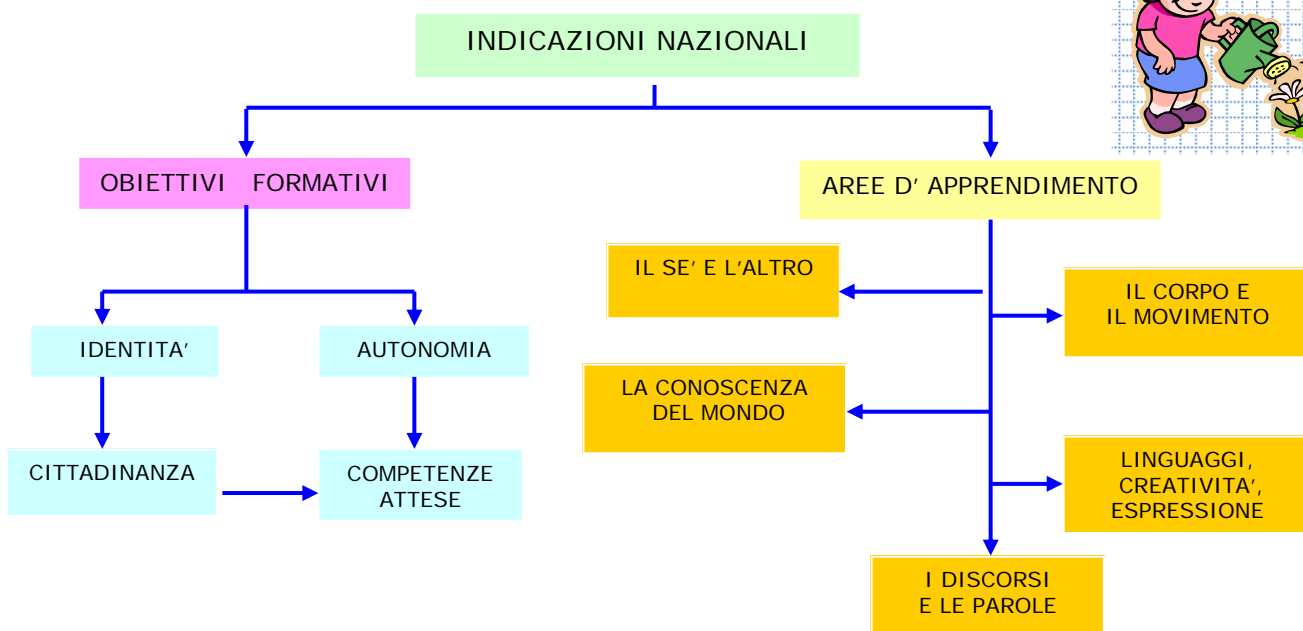 INDICAZIONI NAZIONALI
OBIETTIVI FORMATIVI
AREE D’ APPRENDIMENTO
IL SE’ E L’ALTRO
IL CORPO E
IL MOVIMENTO
IDENTITA’
AUTONOMIA
LA CONOSCENZA
DEL MONDO
CITTADINANZA
COMPETENZE
ATTESE
LINGUAGGI,
CREATIVITA’,
ESPRESSIONE
I DISCORSI
E LE PAROLE